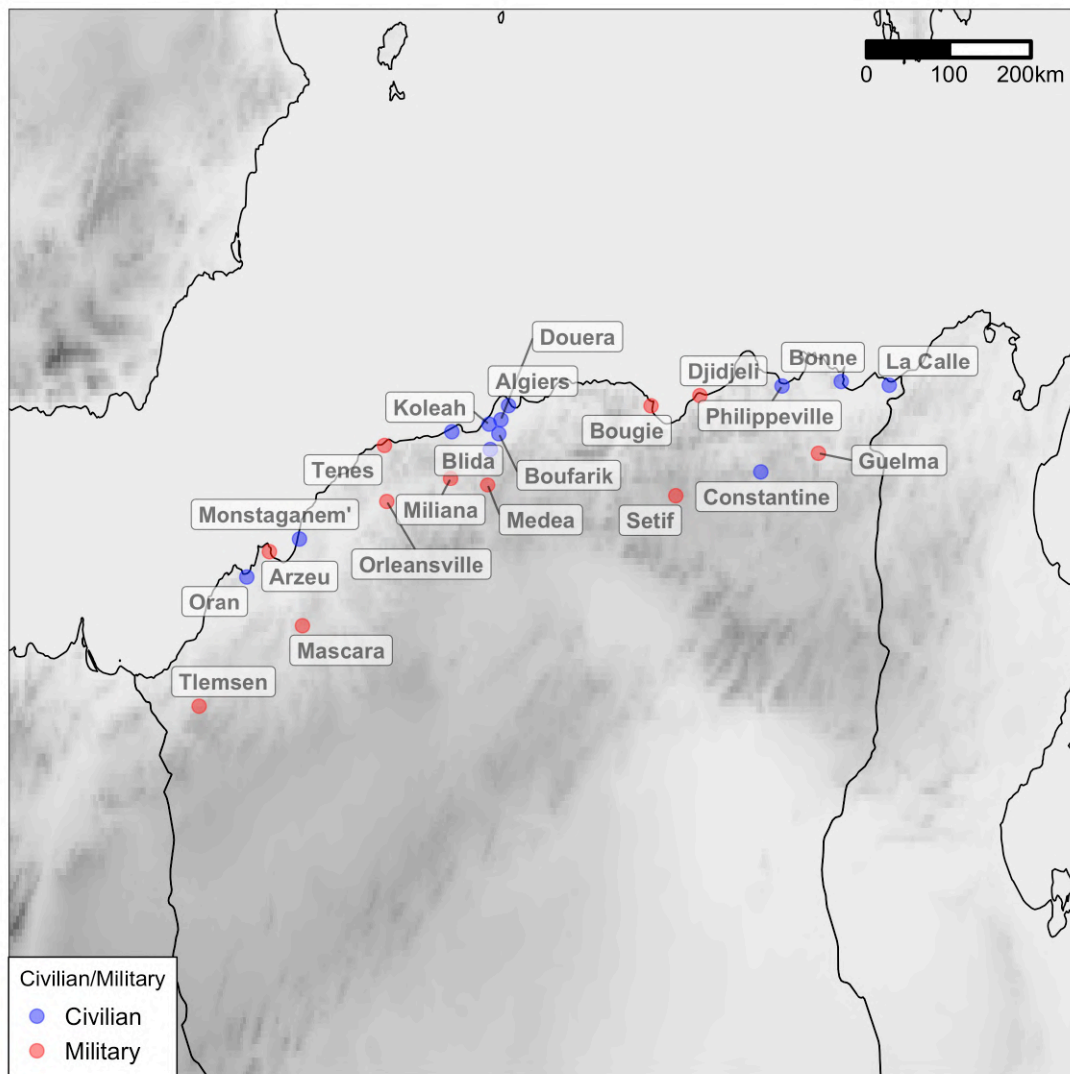 0 100 200km
Douera
Bonne
La Calle
Djidjeli
Algiers
Koleah
Philippeville
Bougie
Blida
Guelma
Tenes
Boufarik
Constantine
Miliana
Medea
Setif
Monstaganem'
Orleansville
Arzeu
Oran
Mascara
Tlemsen
Civilian/Military
Civilian
Military